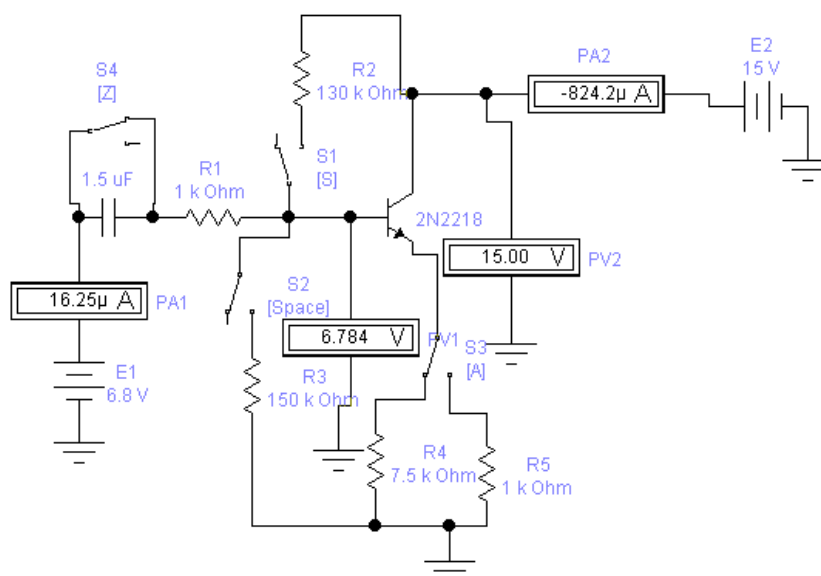 E2
15 V
PA2
-824.2µ A
S4
[Z]
R2
130 k Ohm
1.5 uF
R1
1 k Ohm
S1
[S]
2N2218
16.25µ A
PA1
S2
[Space]
15.00 V
PV2
6.784 V
PV1
S3
[A]
E1
6.8 V
R3
150 k Ohm
R4
7.5 k Ohm
R5
1 k Ohm